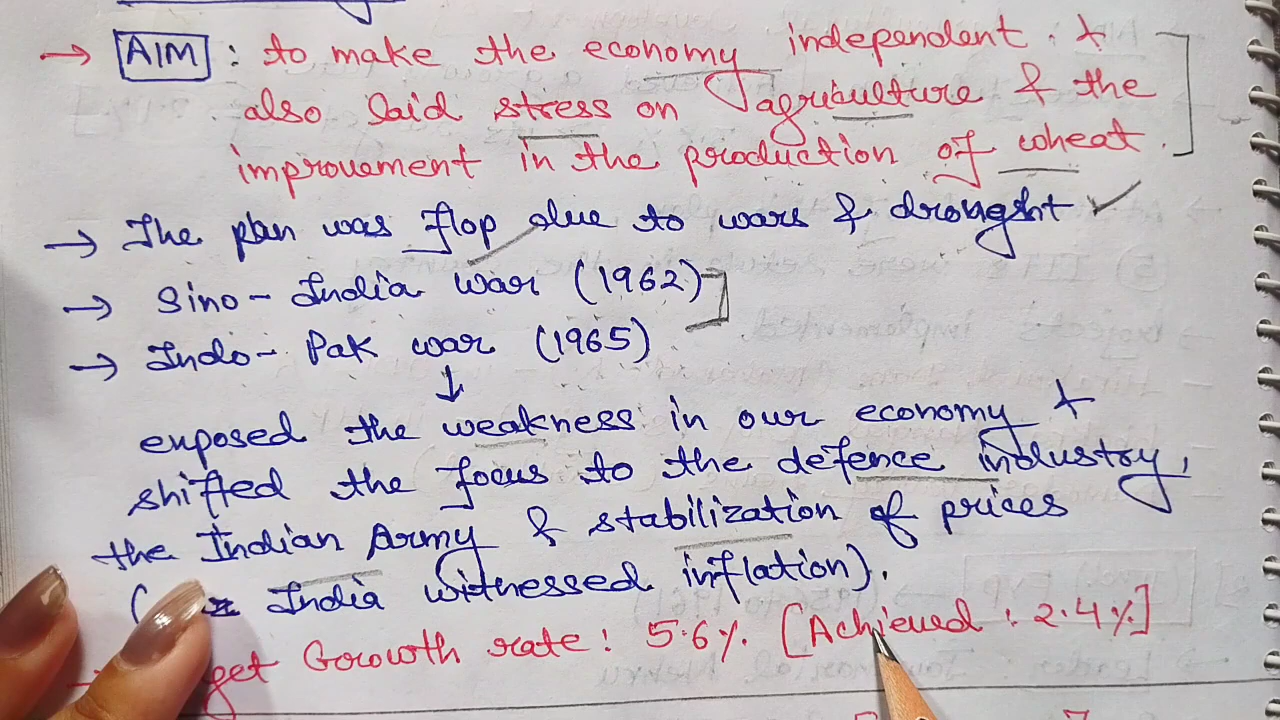 → AIM : to make the economy independent. &
also laid stress on agriculture & the
improvement in the production of wheat.
→ The plan was flop due to wars & drought ✓
→ Sino-India war (1962)
→ Indo-Pak war (1965)
↓
exposed the weakness in our economy &
shifted the focus to the defence industry,
the Indian Army & stabilization of prices
( India witnessed inflation).
→ get Growth rate : 5.6%. [Achieved : 2.4%]